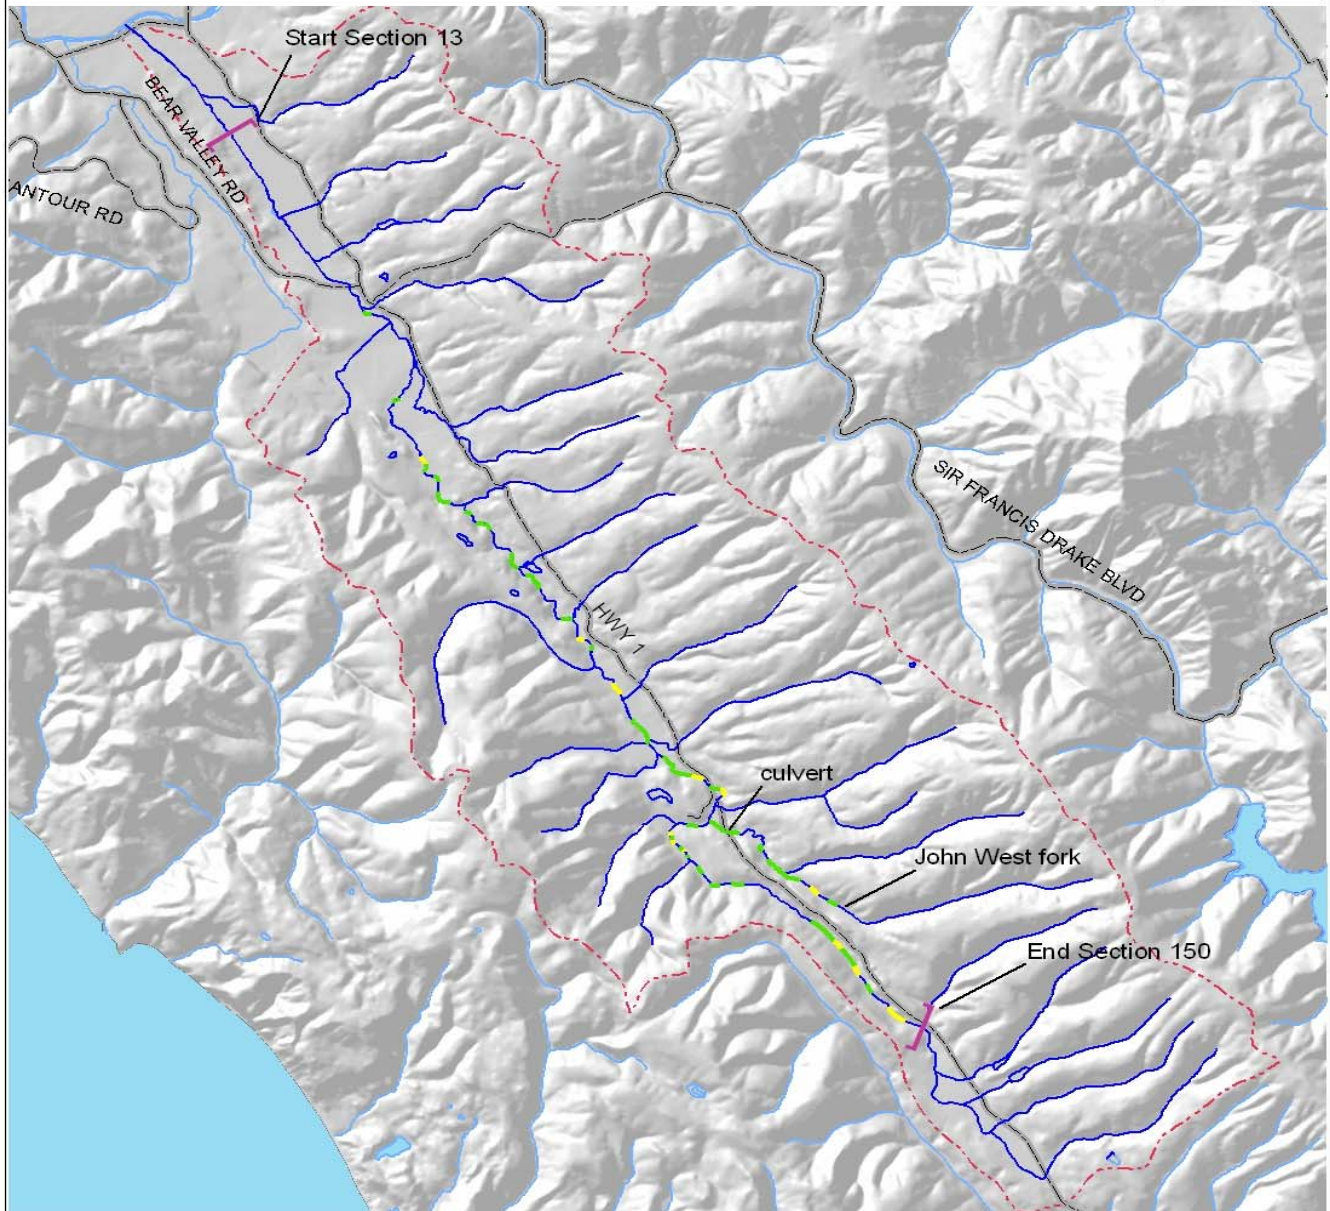 Start Section 13
BEAR VALLEY RD
ANTOUR RD
SIR FRANCIS DRAKE BLVD
HWY 1
culvert
John West fork
End Section 150